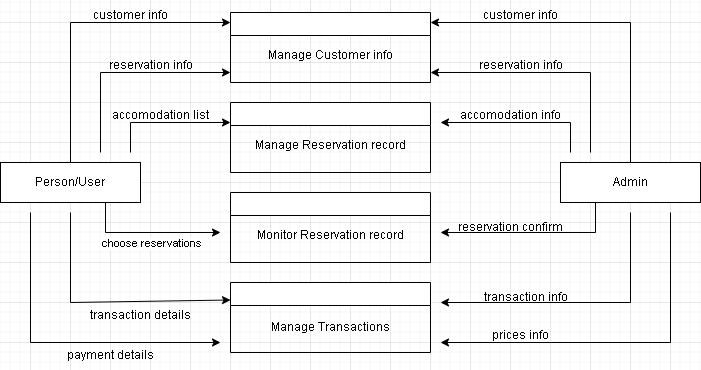 customer info
customer info
Manage Customer info
reservation info
reservation info
accomodation list
accomodation info
Manage Reservation record
Person/User
Admin
choose reservations
Monitor Reservation record
reservation confirm
transaction details
transaction info
Manage Transactions
payment details
prices info